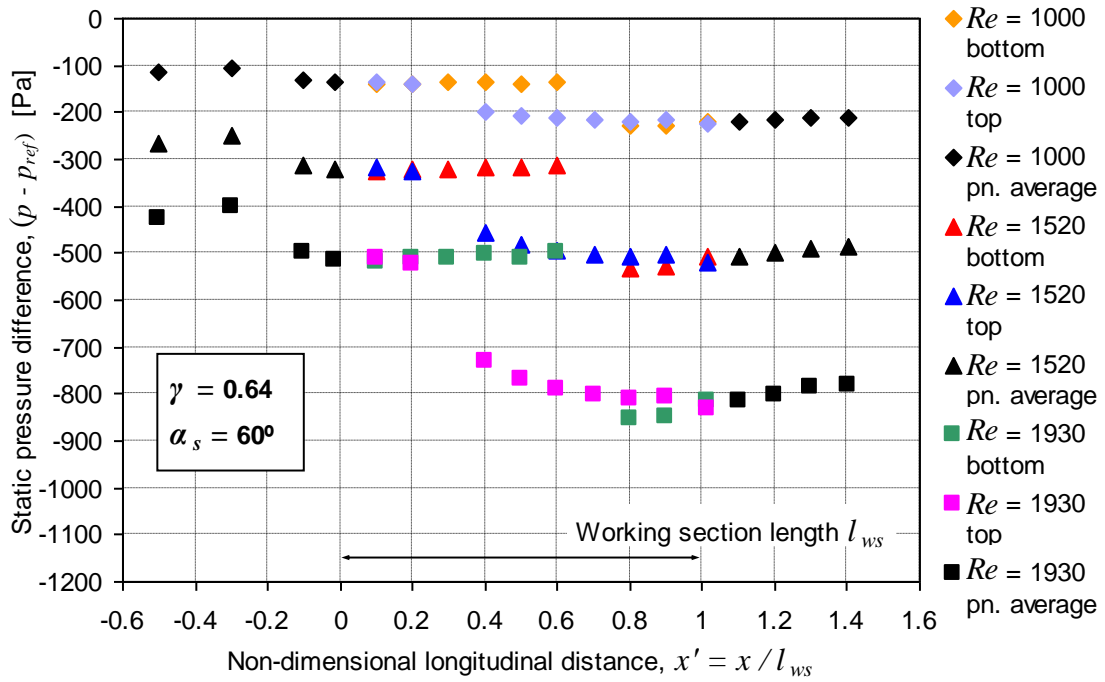 Static pressure difference, (p - p_ref) [Pa]
0
-100
-200
-300
-400
-500
-600
-700
-800
-900
-1000
-1100
-1200
γ = 0.64
α_s = 60º
Working section length l_ws
-0.6 -0.4 -0.2 0 0.2 0.4 0.6 0.8 1 1.2 1.4 1.6
Non-dimensional longitudinal distance, x' = x / l_ws
Re = 1000
bottom
Re = 1000
top
Re = 1000
pn. average
Re = 1520
bottom
Re = 1520
top
Re = 1520
pn. average
Re = 1930
bottom
Re = 1930
top
Re = 1930
pn. average